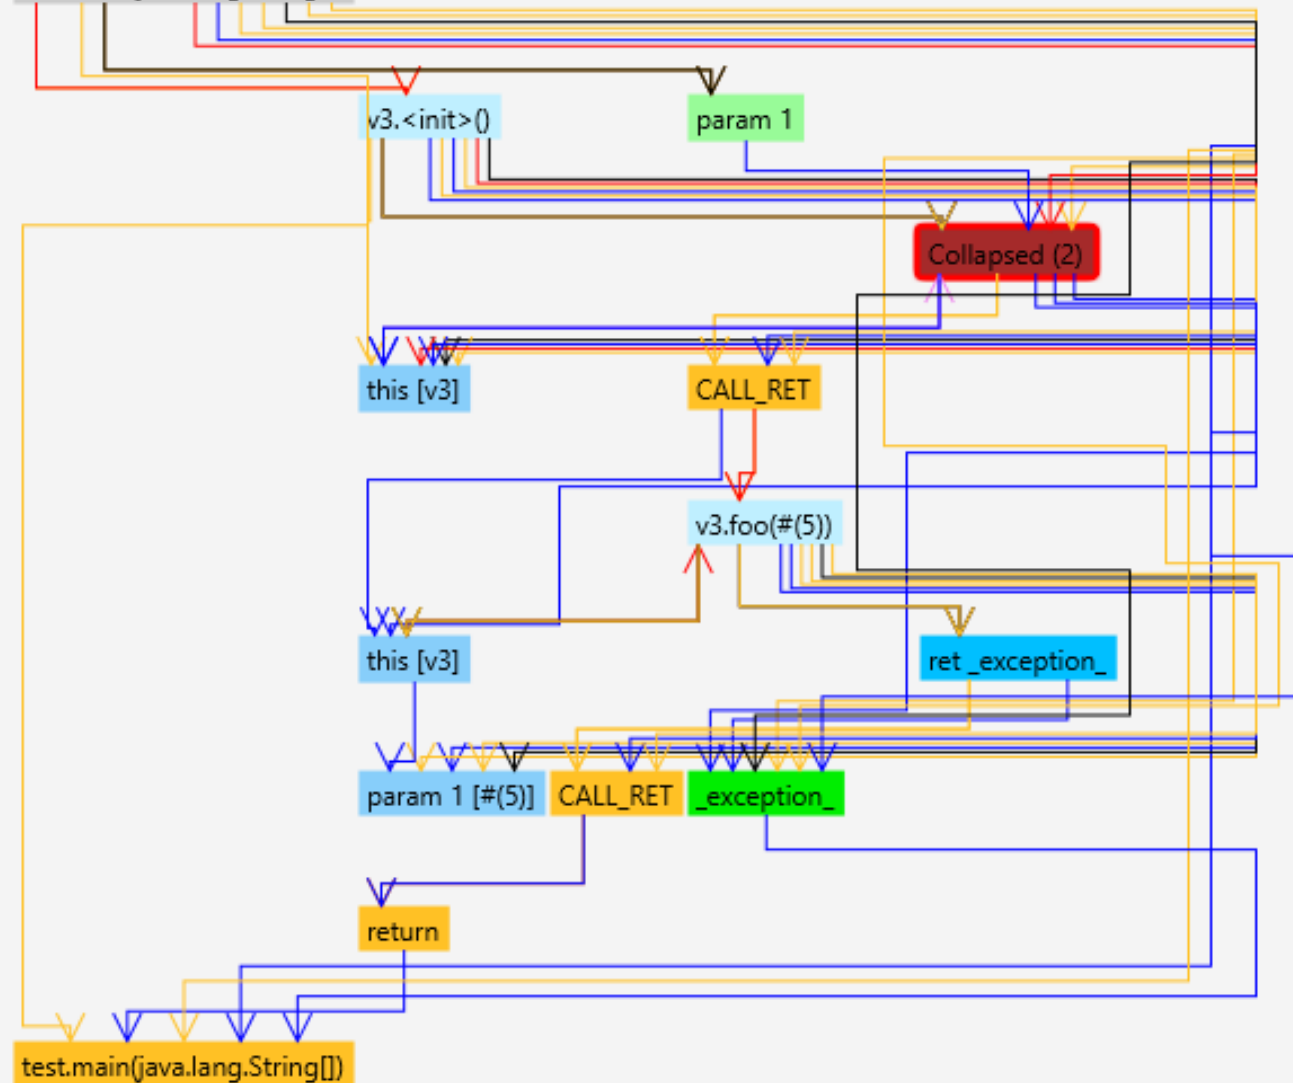 v3.<init>()
param 1
Collapsed (2)
this [v3]
CALL_RET
v3.foo(#(5))
this [v3]
ret _exception_
param 1 [#(5)]
CALL_RET
_exception_
return
test.main(java.lang.String[])